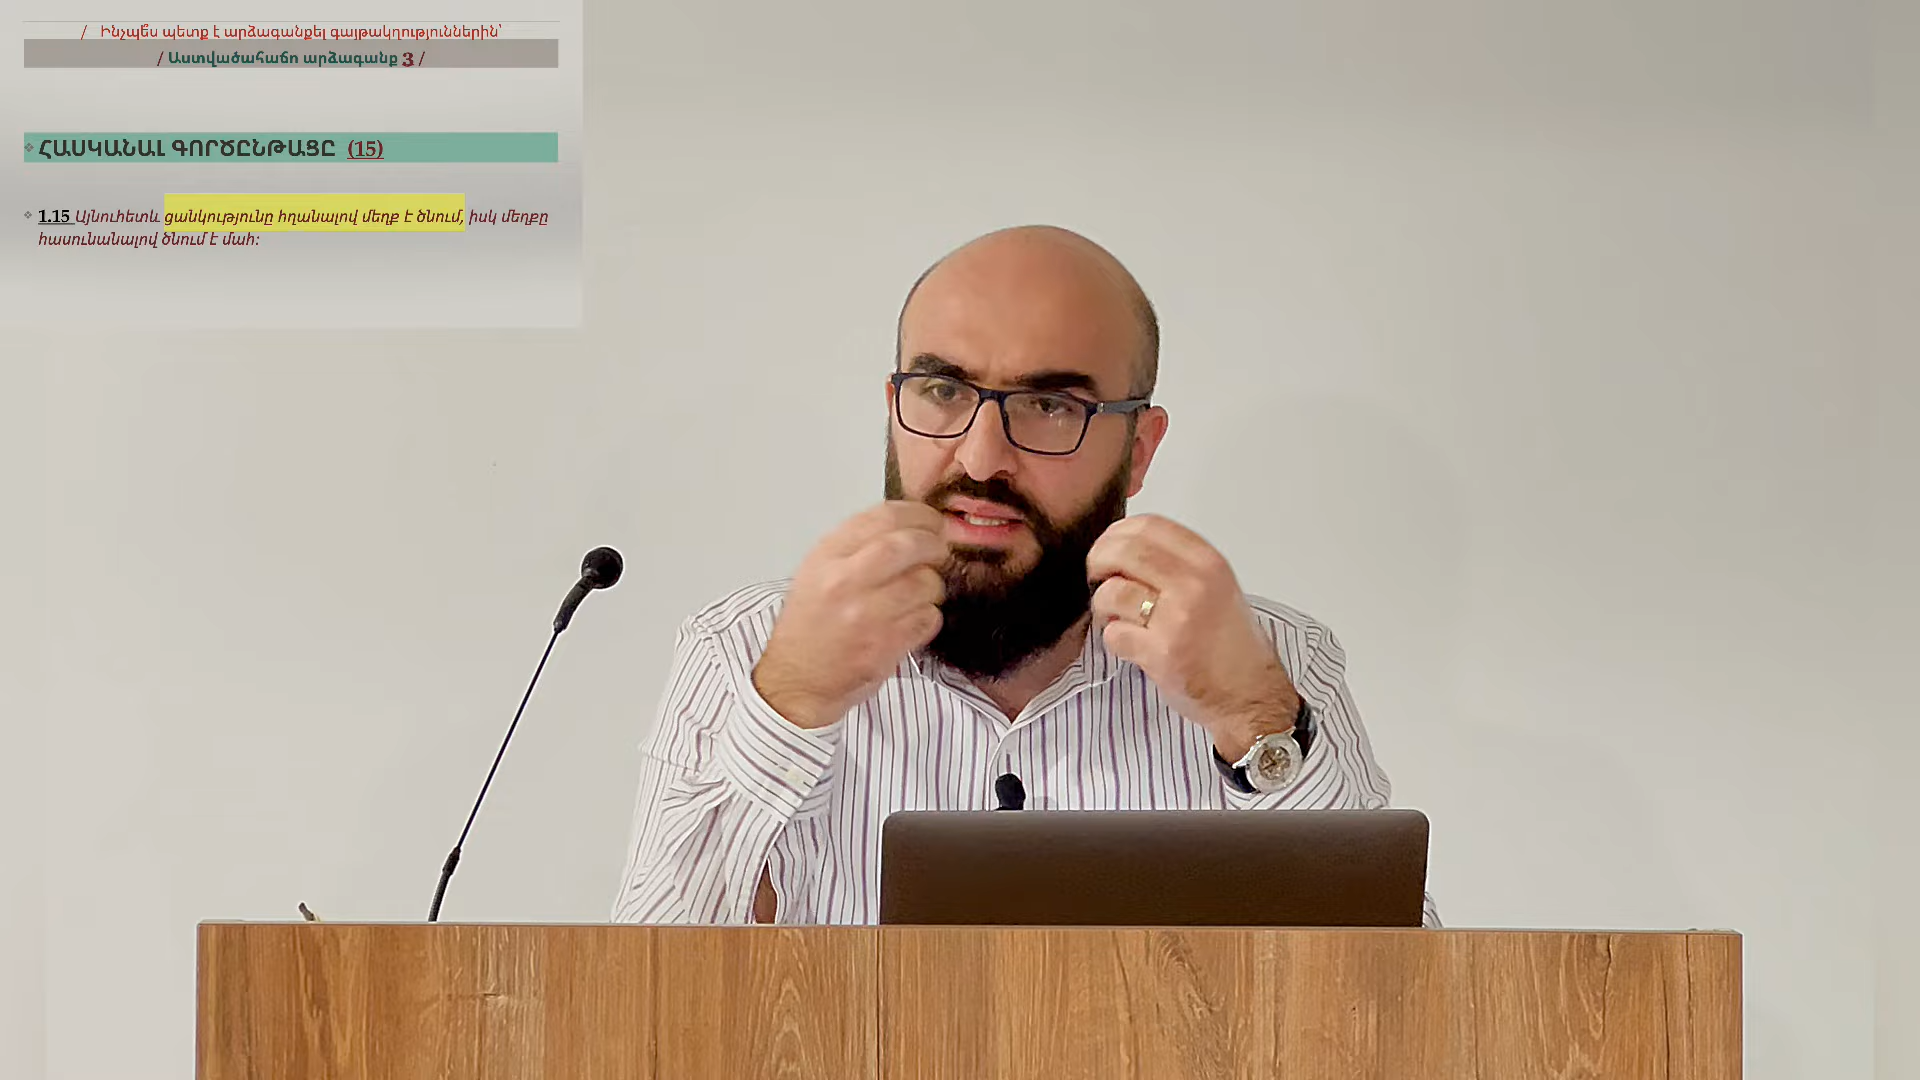 / Ինչպե՞ս պետք է արձագանքել գայթակղություններին՝
/ Աստվածահաճո արձագանք 3 /
ՀԱՍԿԱՆԱԼ ԳՈՐԾԸՆԹԱՑԸ (15)
1.15 Այնուհետև ցանկությունը հղանալով մեղք է ծնում, իսկ մեղքը
հասունանալով ծնում է մահ: